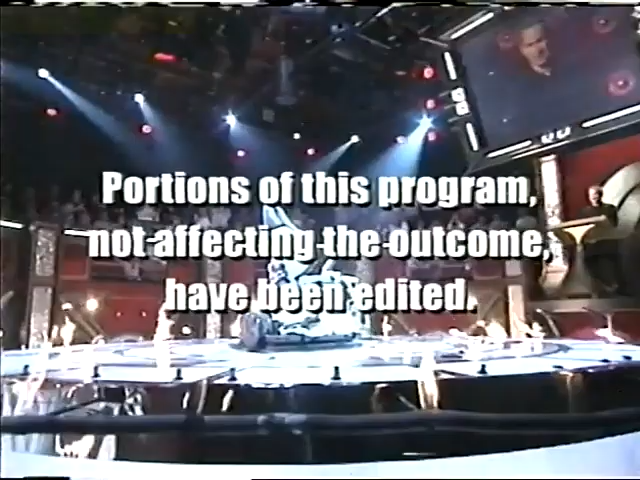 Portions of this program,
not affecting the outcome,
have been edited.